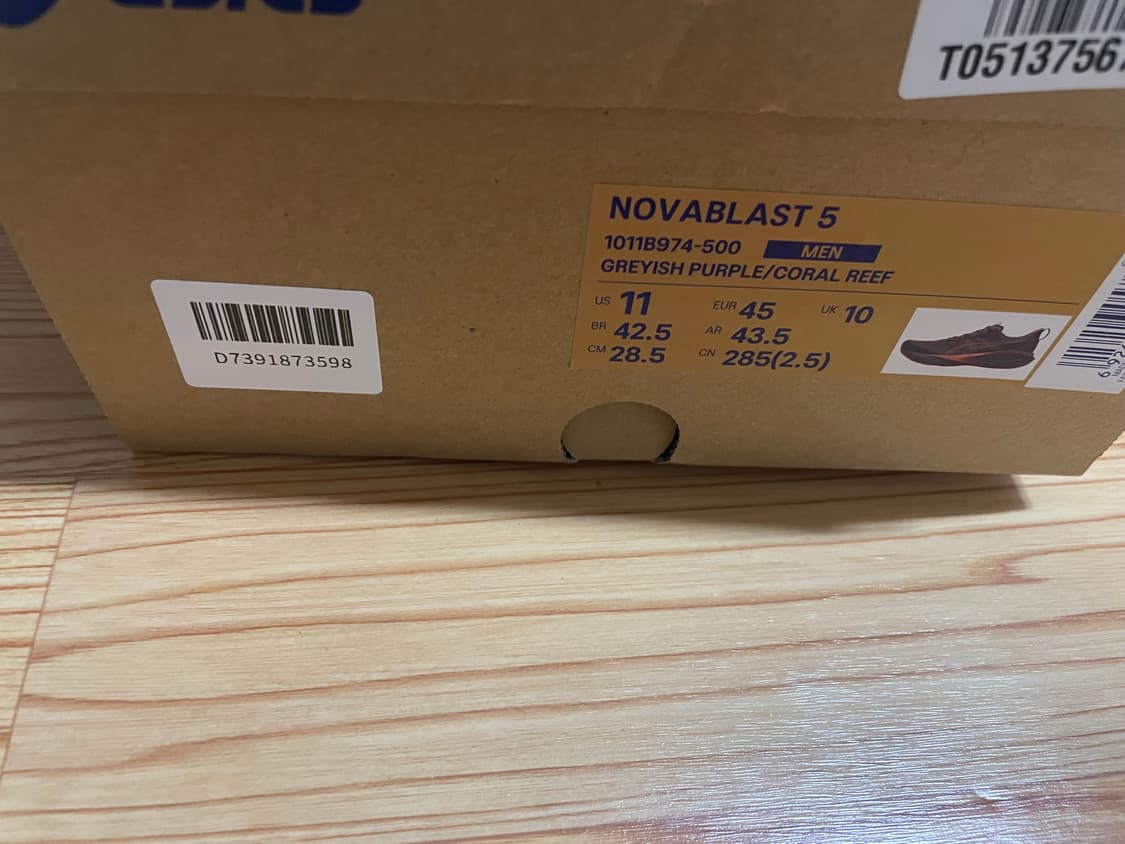 asics
T0513756
NOVABLAST 5
1011B974-500 MEN
GREYISH PURPLE/CORAL REEF
US 11 EUR 45 UK 10
BR 42.5 AR 43.5
CM 28.5 CN 285(2.5)
D7391873598